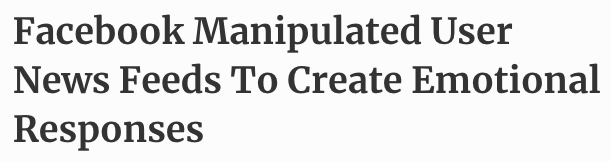 Facebook Manipulated User
News Feeds To Create Emotional
Responses